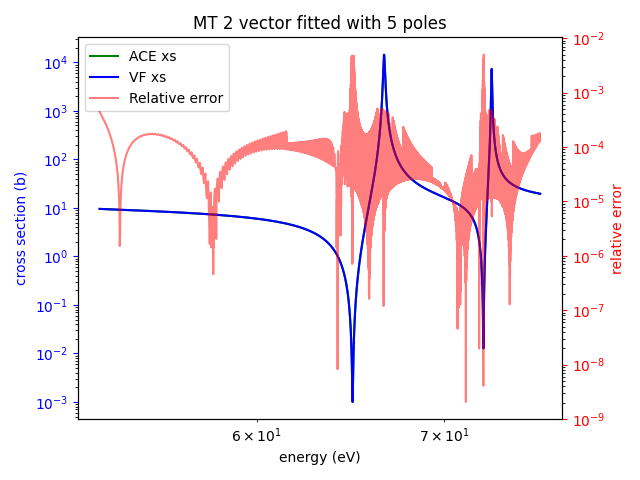 MT 2 vector fitted with 5 poles
ACE xs
VF xs
Relative error
10⁴
10³
10²
10¹
10⁰
10⁻¹
10⁻²
10⁻³
cross section (b)
10⁻²
10⁻³
10⁻⁴
10⁻⁵
10⁻⁶
10⁻⁷
10⁻⁸
10⁻⁹
relative error
6 × 10¹ 7 × 10¹
energy (eV)